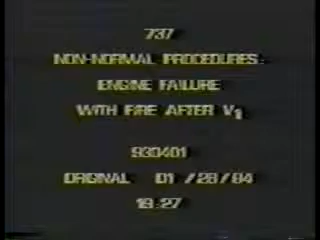 737
NON-NORMAL PROCEDURES:
ENGINE FAILURE
WITH FIRE AFTER V1
930401
ORIGINAL 01 /28/84
19:27